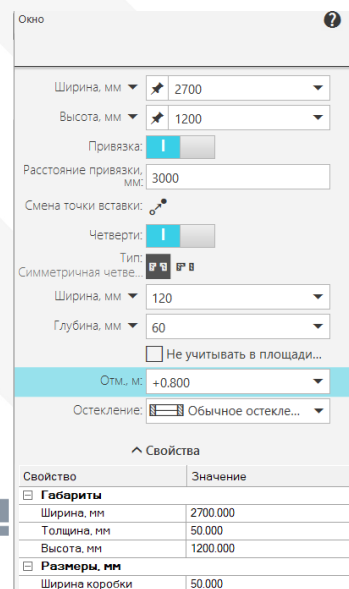 Окно
Ширина, мм 2700
Высота, мм 1200
Привязка:
Расстояние привязки, мм: 3000
Смена точки вставки:
Четверти:
Тип:
Симметричная четве...
Ширина, мм 120
Глубина, мм 60
Не учитывать в площади...
Отм., м: +0.800
Остекление: Обычное остекле...
Свойства
Свойство Значение
Габариты
Ширина, мм 2700.000
Толщина, мм 50.000
Высота, мм 1200.000
Размеры, мм
Ширина коробки 50.000